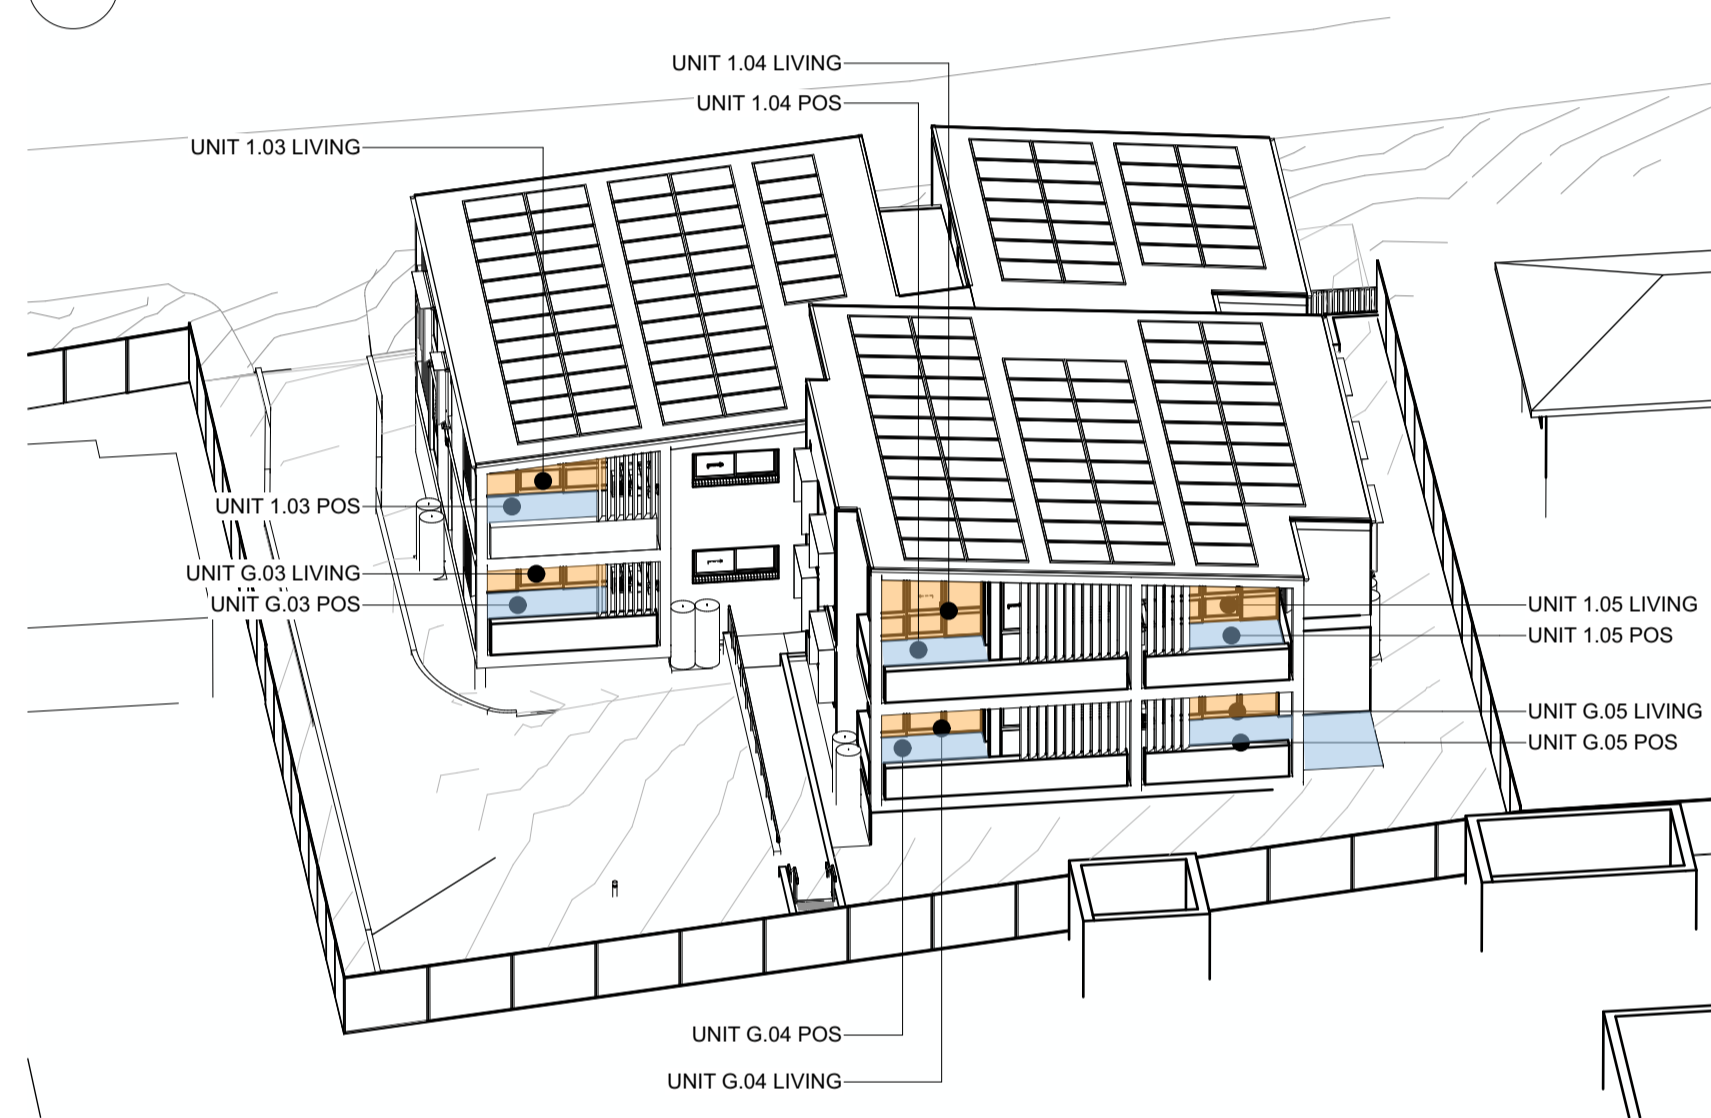 UNIT 1.04 LIVING
UNIT 1.04 POS
UNIT 1.03 LIVING
UNIT 1.03 POS
UNIT G.03 LIVING
UNIT G.03 POS
UNIT 1.05 LIVING
UNIT 1.05 POS
UNIT G.05 LIVING
UNIT G.05 POS
UNIT G.04 POS
UNIT G.04 LIVING